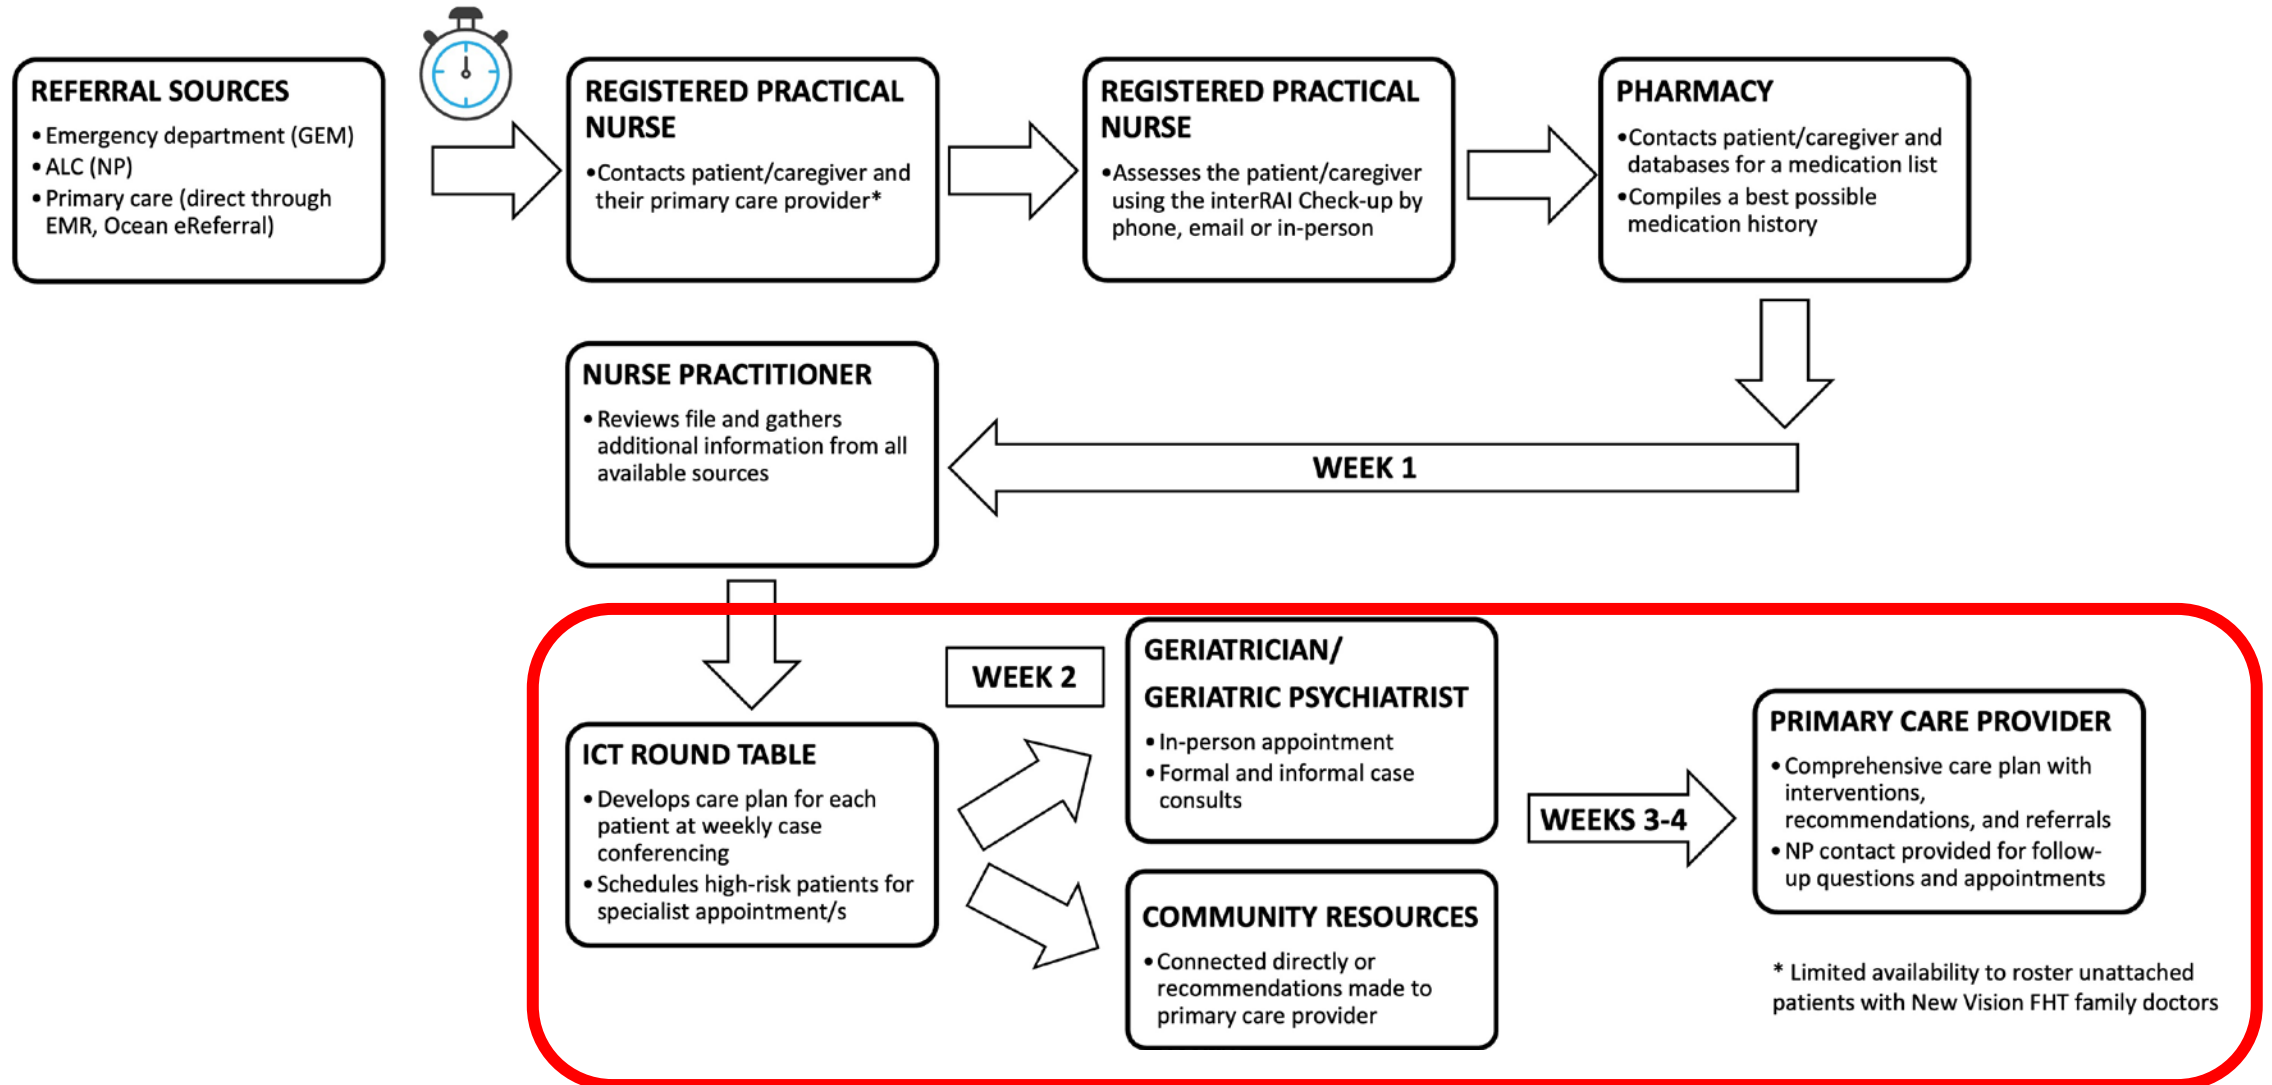 REFERRAL SOURCES
• Emergency department (GEM)
• ALC (NP)
• Primary care (direct through
EMR, Ocean eReferral)
REGISTERED PRACTICAL
NURSE
• Contacts patient/caregiver and
their primary care provider*
REGISTERED PRACTICAL
NURSE
• Assesses the patient/caregiver
using the interRAI Check-up by
phone, email or in-person
PHARMACY
• Contacts patient/caregiver and
databases for a medication list
• Compiles a best possible
medication history
NURSE PRACTITIONER
• Reviews file and gathers
additional information from all
available sources
WEEK 1
ICT ROUND TABLE
• Develops care plan for each
patient at weekly case
conferencing
• Schedules high-risk patients for
specialist appointment/s
WEEK 2
GERIATRICIAN/
GERIATRIC PSYCHIATRIST
• In-person appointment
• Formal and informal case
consults
COMMUNITY RESOURCES
• Connected directly or
recommendations made to
primary care provider
WEEKS 3-4
PRIMARY CARE PROVIDER
• Comprehensive care plan with
interventions,
recommendations, and referrals
• NP contact provided for follow-
up questions and appointments
* Limited availability to roster unattached
patients with New Vision FHT family doctors